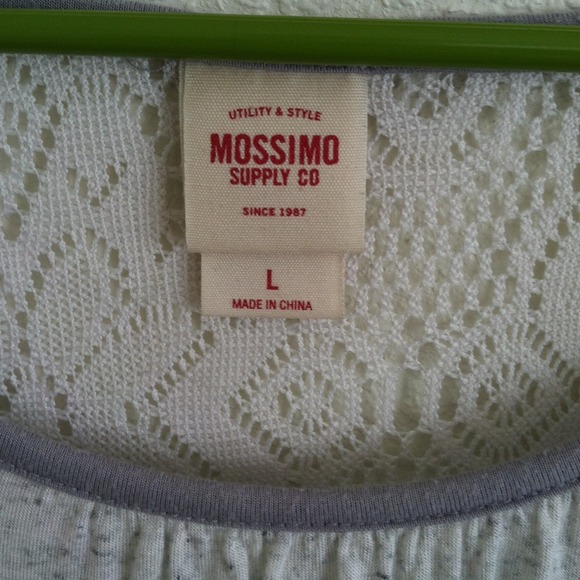 UTILITY & STYLE
MOSSIMO
SUPPLY CO
SINCE 1987
L
MADE IN CHINA